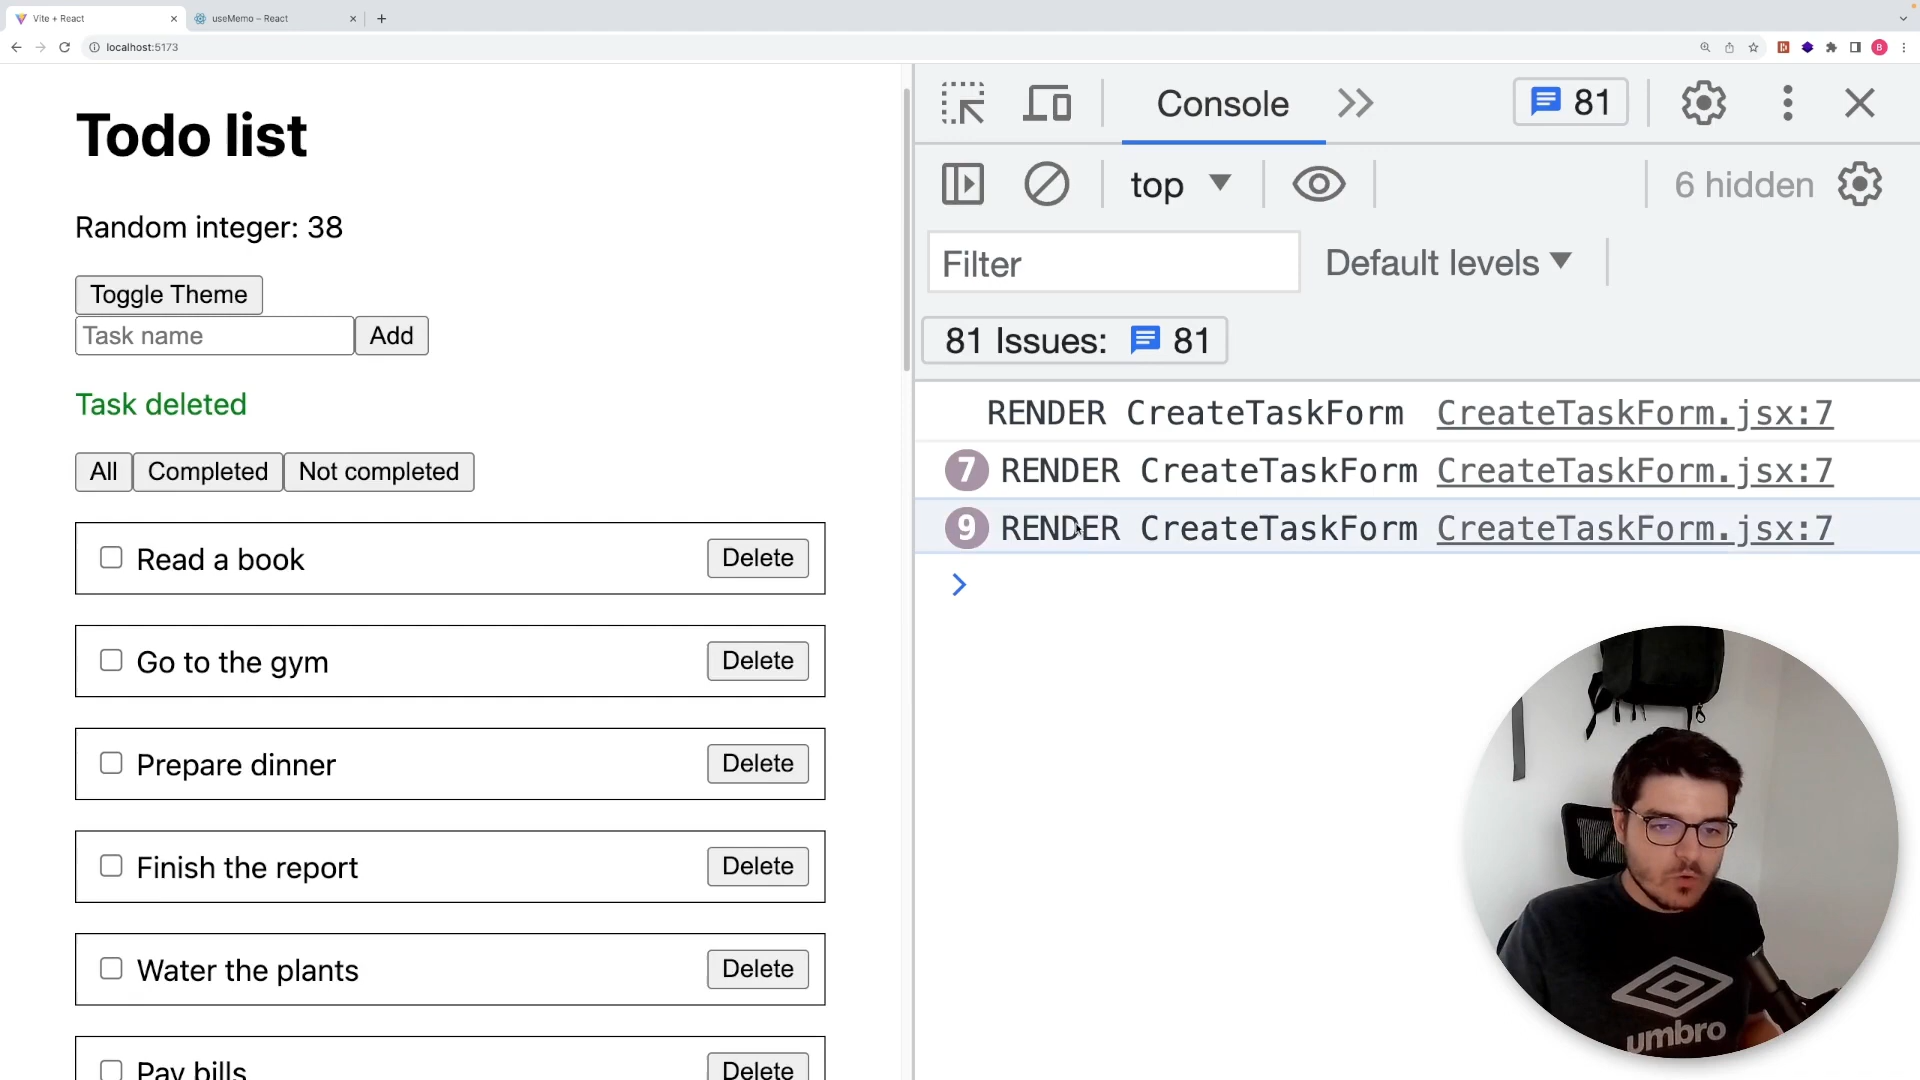 Vite + React
useMemo – React
localhost:5173
B
Todo list
Random integer: 38
Toggle Theme
Task name
Add
Task deleted
All
Completed
Not completed
Read a book
Delete
Go to the gym
Delete
Prepare dinner
Delete
Finish the report
Delete
Water the plants
Delete
Pay bills
Delete
Console
81
top
6 hidden
Filter
Default levels
81 Issues:
81
RENDER CreateTaskForm CreateTaskForm.jsx:7
7 RENDER CreateTaskForm CreateTaskForm.jsx:7
9 RENDER CreateTaskForm CreateTaskForm.jsx:7
umbro